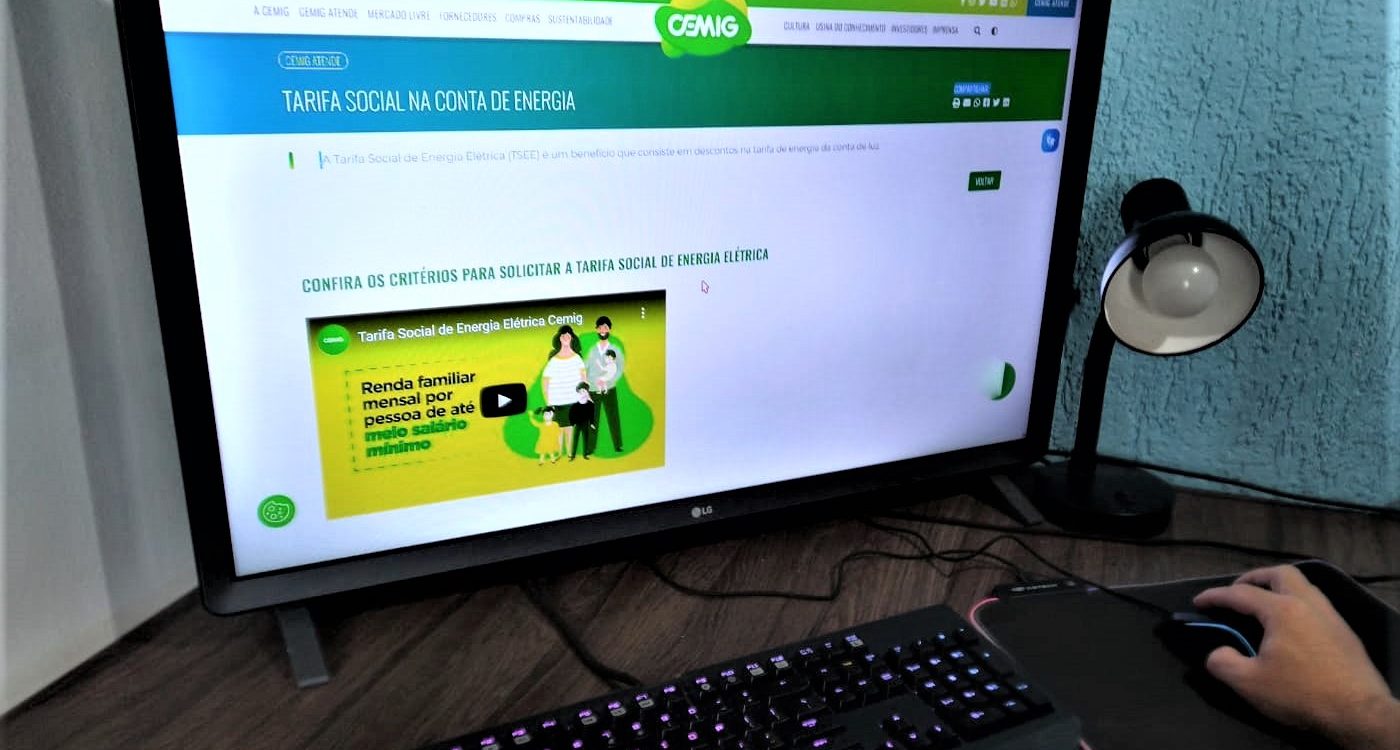 A CEMIG CEMIG ATENDE MERCADO LIVRE FORNECEDORES COMPRAS SUSTENTABILIDADE
CEMIG
CULTURA USINA DO CONHECIMENTO INVESTIDORES IMPRENSA
CEMIG ATENDE
CEMIG ATENDE
TARIFA SOCIAL NA CONTA DE ENERGIA
COMPARTILHAR
A Tarifa Social de Energia Elétrica (TSEE) é um benefício que consiste em descontos na tarifa de energia da conta de luz.
VOLTAR
CONFIRA OS CRITÉRIOS PARA SOLICITAR A TARIFA SOCIAL DE ENERGIA ELÉTRICA
CEMIG
Tarifa Social de Energia Elétrica Cemig
Renda familiar
mensal por
pessoa de até
meio salário
mínimo
LG